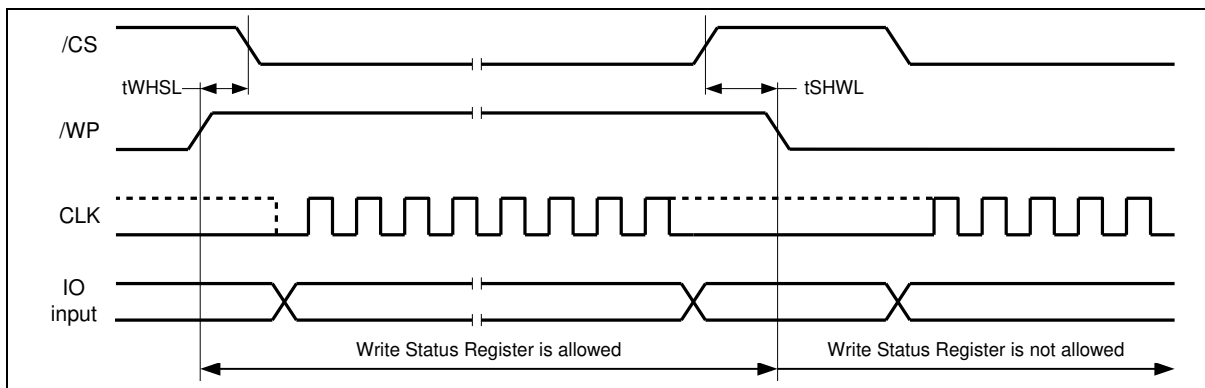 /CS
tWHSL
tSHWL
/WP
CLK
IO
input
Write Status Register is allowed
Write Status Register is not allowed